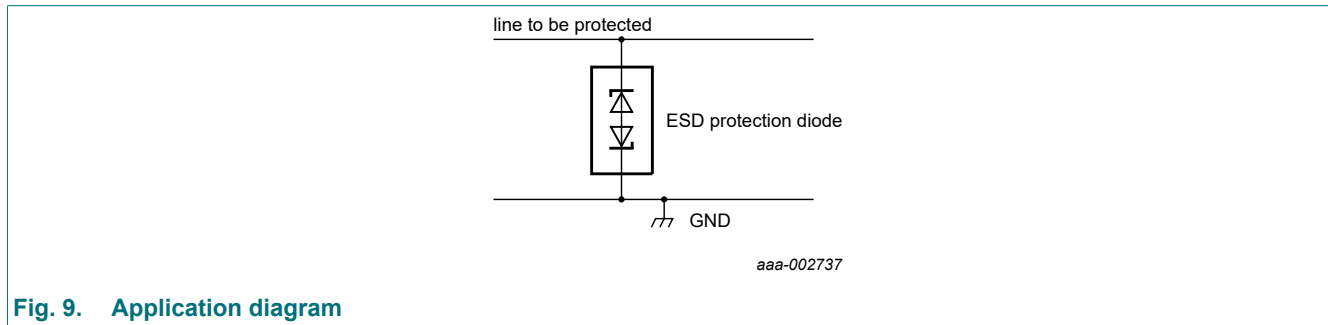 line to be protected
ESD protection diode
GND
aaa-002737
Fig. 9. Application diagram